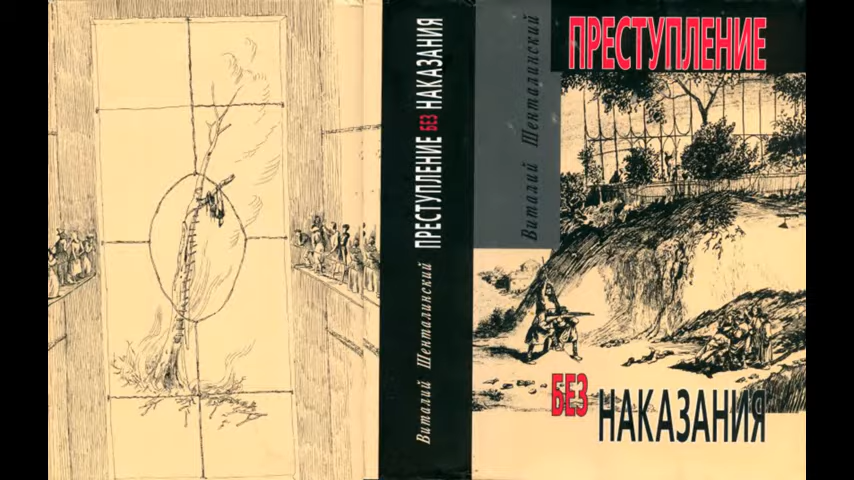 Виталий Шенталинский
ПРЕСТУПЛЕНИЕ БЕЗ НАКАЗАНИЯ
Виталий Шенталинский
ПРЕСТУПЛЕНИЕ
БЕЗ
НАКАЗАНИЯ